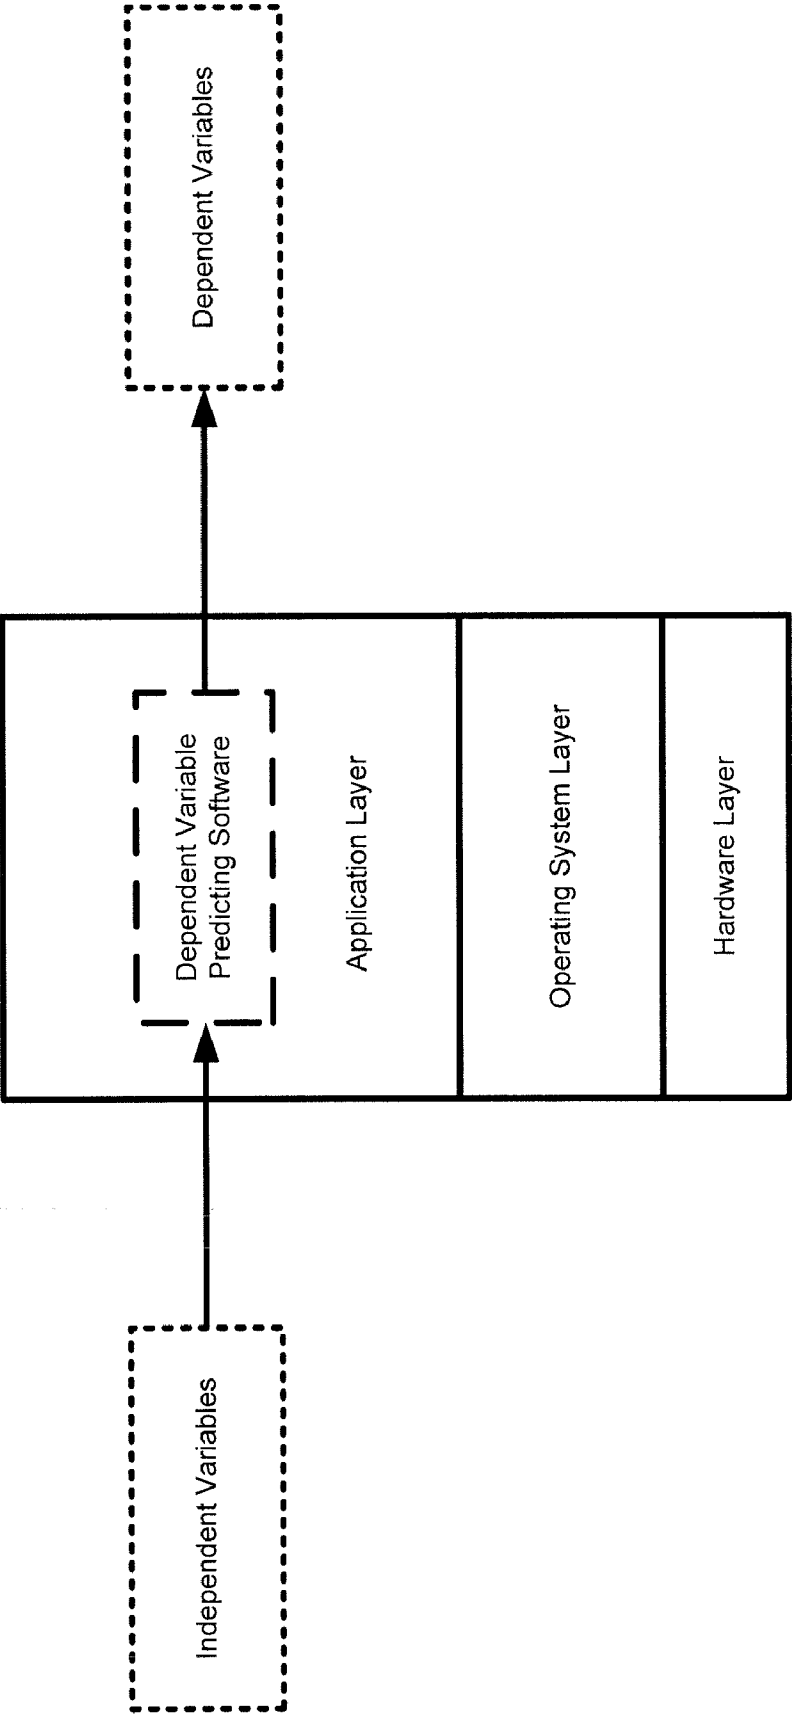 Independent Variables
Dependent Variable
Predicting Software
Application Layer
Operating System Layer
Hardware Layer
Dependent Variables